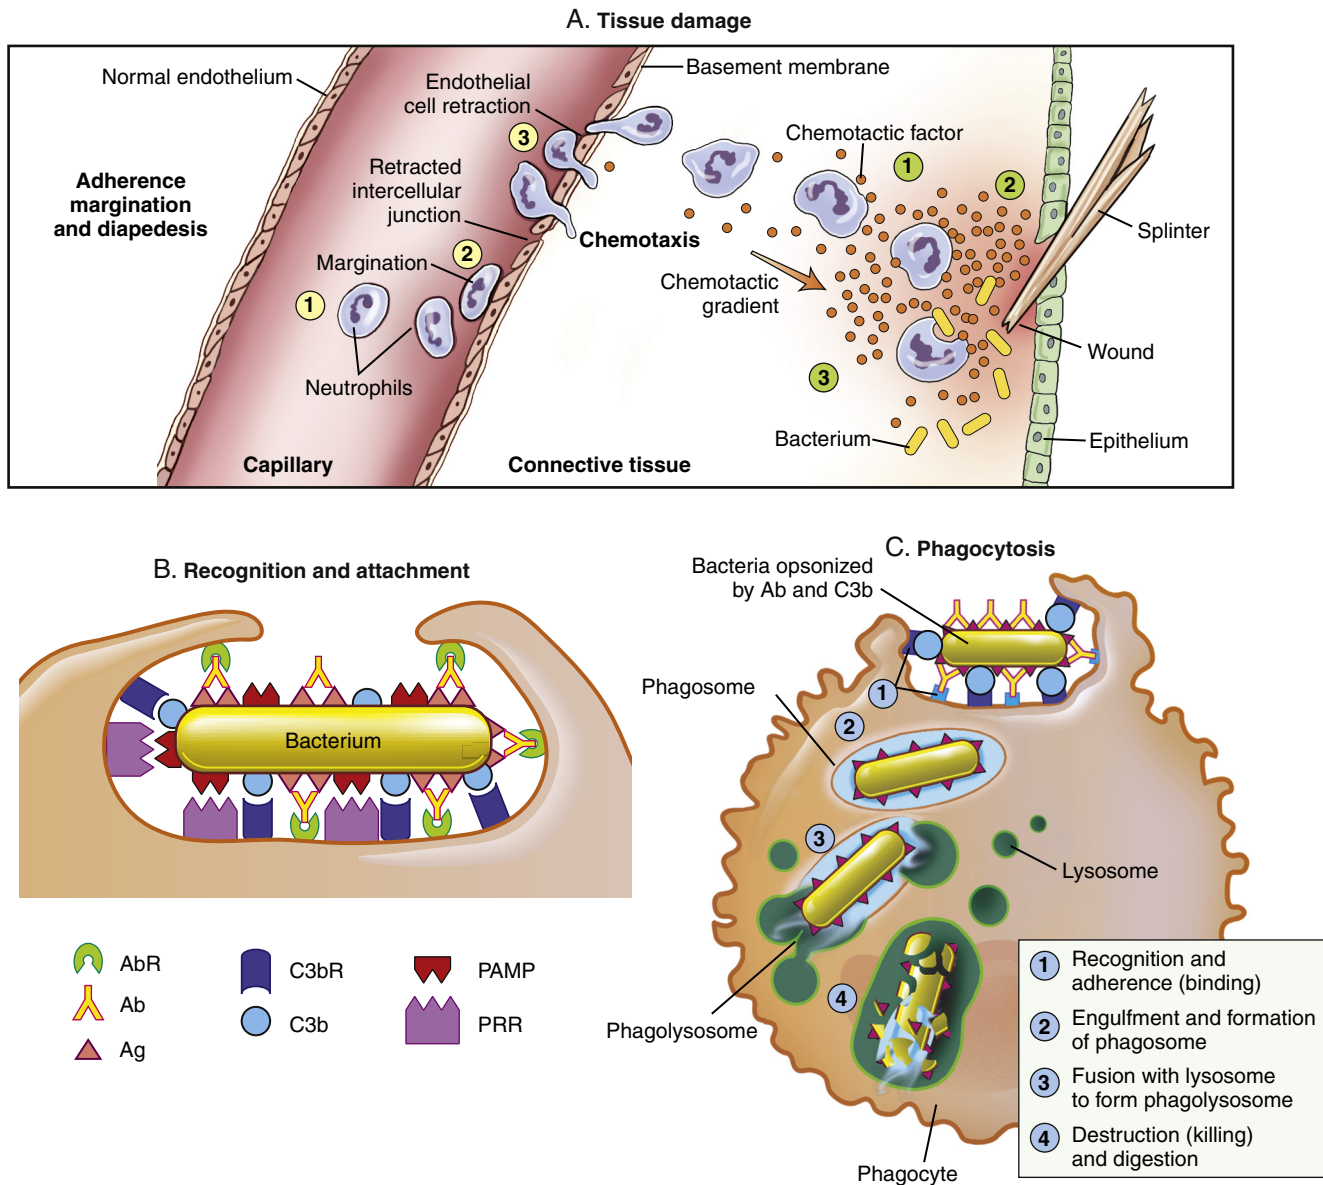 A. Tissue damage
Normal endothelium
Endothelial
cell retraction
Basement membrane
3
Chemotactic factor
1
2
Adherence
margination
and diapedesis
Retracted
intercellular
junction
Chemotaxis
Splinter
2
Margination
1
Chemotactic
gradient
Wound
Neutrophils
3
Bacterium
Epithelium
Capillary
Connective tissue
B. Recognition and attachment
Bacterium
AbR
Ab
Ag
C3bR
C3b
PAMP
PRR
C. Phagocytosis
Bacteria opsonized
by Ab and C3b
Phagosome
1
2
3
Lysosome
4
Phagolysosome
Phagocyte
1 Recognition and
adherence (binding)
2 Engulfment and formation
of phagosome
3 Fusion with lysosome
to form phagolysosome
4 Destruction (killing)
and digestion